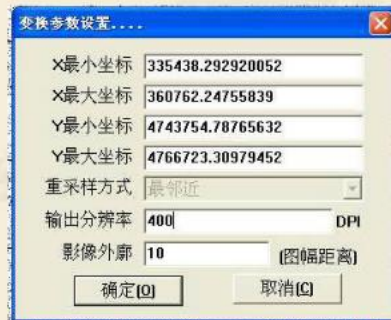 变换参数设置....
X最小坐标 335438.292920052
X最大坐标 360762.24755839
Y最小坐标 4743754.78765632
Y最大坐标 4766723.30979452
重采样方式 最邻近
输出分辨率 400 DPI
影像外廓 10 (图幅距离)
确定(O) 取消(C)